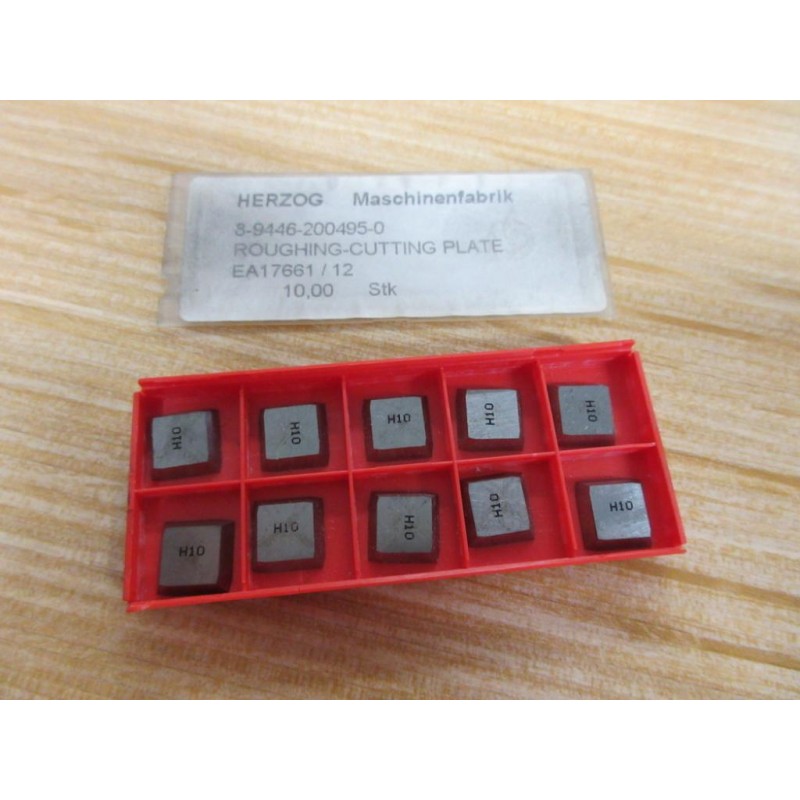 HERZOG Maschinenfabrik
8-9446-200495-0
ROUGHING-CUTTING PLATE
EA17661 / 12
10,00 Stk
H10 H10 H10 H10 H10
H10 H10 H10 H10 H10